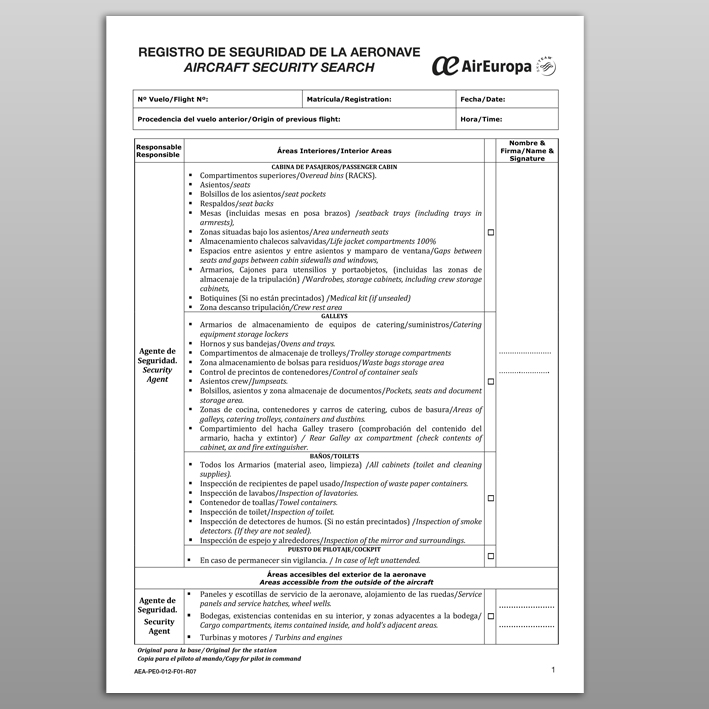 REGISTRO DE SEGURIDAD DE LA AERONAVE
AIRCRAFT SECURITY SEARCH
AirEuropa
SKYTEAM
Nº Vuelo/Flight Nº:
Matrícula/Registration:
Fecha/Date:
Procedencia del vuelo anterior/Origin of previous flight:
Hora/Time:
Responsable
Responsible
Áreas Interiores/Interior Areas
Nombre &
Firma/Name &
Signature
CABINA DE PASAJEROS/PASSENGER CABIN
▪ Compartimentos superiores/Overead bins (RACKS).
▪ Asientos/seats
▪ Bolsillos de los asientos/seat pockets
▪ Respaldos/seat backs
▪ Mesas (incluidas mesas en posa brazos) /seatback trays (including trays in
armrests),
▪ Zonas situadas bajo los asientos/Area underneath seats
▪ Almacenamiento chalecos salvavidas/Life jacket compartments 100%
▪ Espacios entre asientos y entre asientos y mamparo de ventana/Gaps between
seats and gaps between cabin sidewalls and windows,
▪ Armarios, Cajones para utensilios y portaobjetos, (incluidas las zonas de
almacenaje de la tripulación) /Wardrobes, storage cabinets, including crew storage
cabinets,
▪ Botiquines (Si no están precintados) /Medical kit (if unsealed)
▪ Zona descanso tripulación/Crew rest area
GALLEYS
▪ Armarios de almacenamiento de equipos de catering/suministros/Catering
equipment storage lockers
▪ Hornos y sus bandejas/Ovens and trays.
▪ Compartimentos de almacenaje de trolleys/Trolley storage compartments
▪ Zona almacenamiento de bolsas para residuos/Waste bags storage area
▪ Control de precintos de contenedores/Control of container seals
▪ Asientos crew/Jumpseats.
▪ Bolsillos, asientos y zona almacenaje de documentos/Pockets, seats and document
storage area.
▪ Zonas de cocina, contenedores y carros de catering, cubos de basura/Areas of
galleys, catering trolleys, containers and dustbins.
▪ Compartimiento del hacha Galley trasero (comprobación del contenido del
armario, hacha y extintor) / Rear Galley ax compartment (check contents of
cabinet, ax and fire extinguisher.
Agente de
Seguridad.
Security
Agent
........................
........................
BAÑOS/TOILETS
▪ Todos los Armarios (material aseo, limpieza) /All cabinets (toilet and cleaning
supplies).
▪ Inspección de recipientes de papel usado/Inspection of waste paper containers.
▪ Inspección de lavabos/Inspection of lavatories.
▪ Contenedor de toallas/Towel containers.
▪ Inspección de toilet/Inspection of toilet.
▪ Inspección de detectores de humos. (Si no están precintados) /Inspection of smoke
detectors. (If they are not sealed).
▪ Inspección de espejo y alrededores/Inspection of the mirror and surroundings.
PUESTO DE PILOTAJE/COCKPIT
▪ En caso de permanecer sin vigilancia. / In case of left unattended.
Áreas accesibles del exterior de la aeronave
Areas accessible from the outside of the aircraft
Agente de
Seguridad.
Security
Agent
▪ Paneles y escotillas de servicio de la aeronave, alojamiento de las ruedas/Service
panels and service hatches, wheel wells.
▪ Bodegas, existencias contenidas en su interior, y zonas adyacentes a la bodega/
Cargo compartments, items contained inside, and hold's adjacent areas.
▪ Turbinas y motores / Turbins and engines
........................
........................
Original para la base/Original for the station
Copia para el piloto al mando/Copy for pilot in command
AEA-PE0-012-F01-R07
1